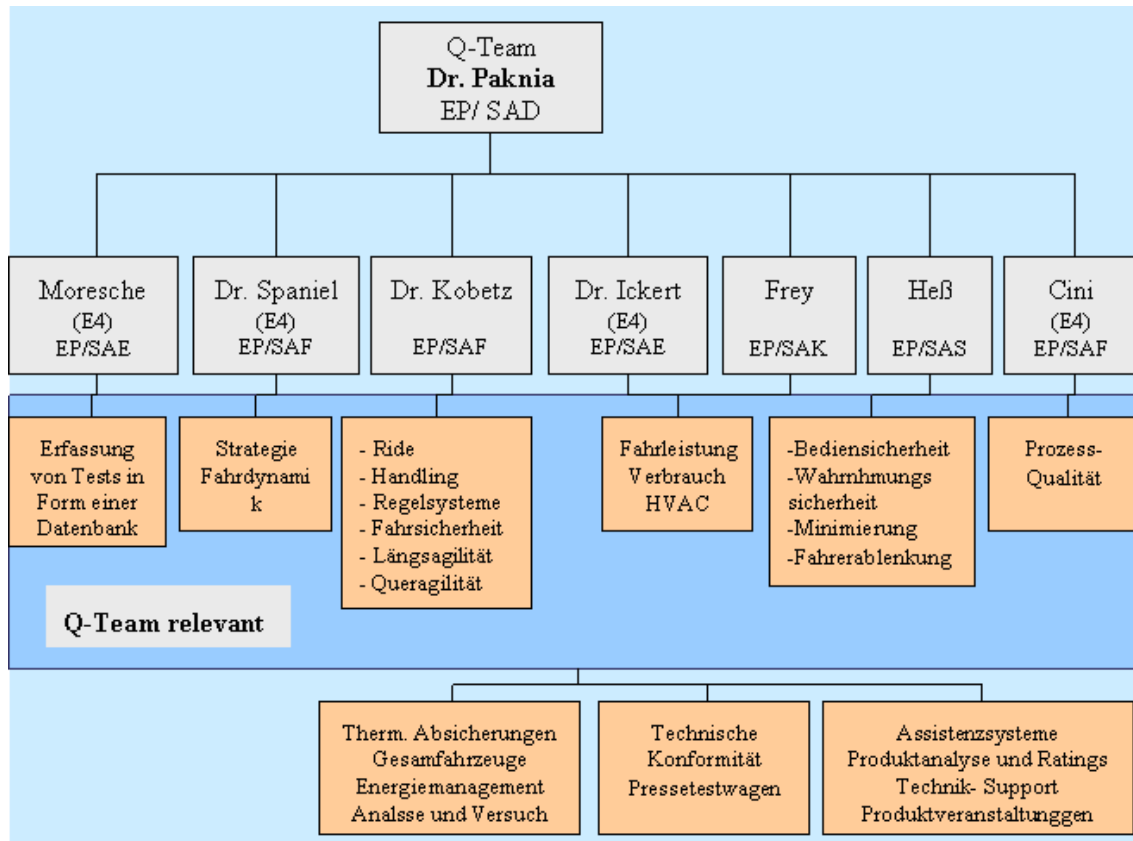 Q-Team
Dr. Paknia
EP/ SAD
Moresche
(E4)
EP/SAE
Dr. Spaniel
(E4)
EP/SAF
Dr. Kobetz
EP/SAF
Dr. Ickert
(E4)
EP/SAE
Frey
EP/SAK
Heß
EP/SAS
Cini
(E4)
EP/SAF
Erfassung
von Tests in
Form einer
Datenbank
Strategie
Fahrdynami
k
- Ride
- Handling
- Regelsysteme
- Fahrsicherheit
- Längsagilität
- Queragilität
Fahrleistung
Verbrauch
HVAC
-Bediensicherheit
-Wahrnhmungs
sicherheit
-Minimierung
-Fahrerablenkung
Prozess-
Qualität
Q-Team relevant
Therm. Absicherungen
Gesamfahrzeuge
Energiemanagement
Analsse und Versuch
Technische
Konformität
Pressetestwagen
Assistenzsysteme
Produktanalyse und Ratings
Technik- Support
Produktveranstaltunggen